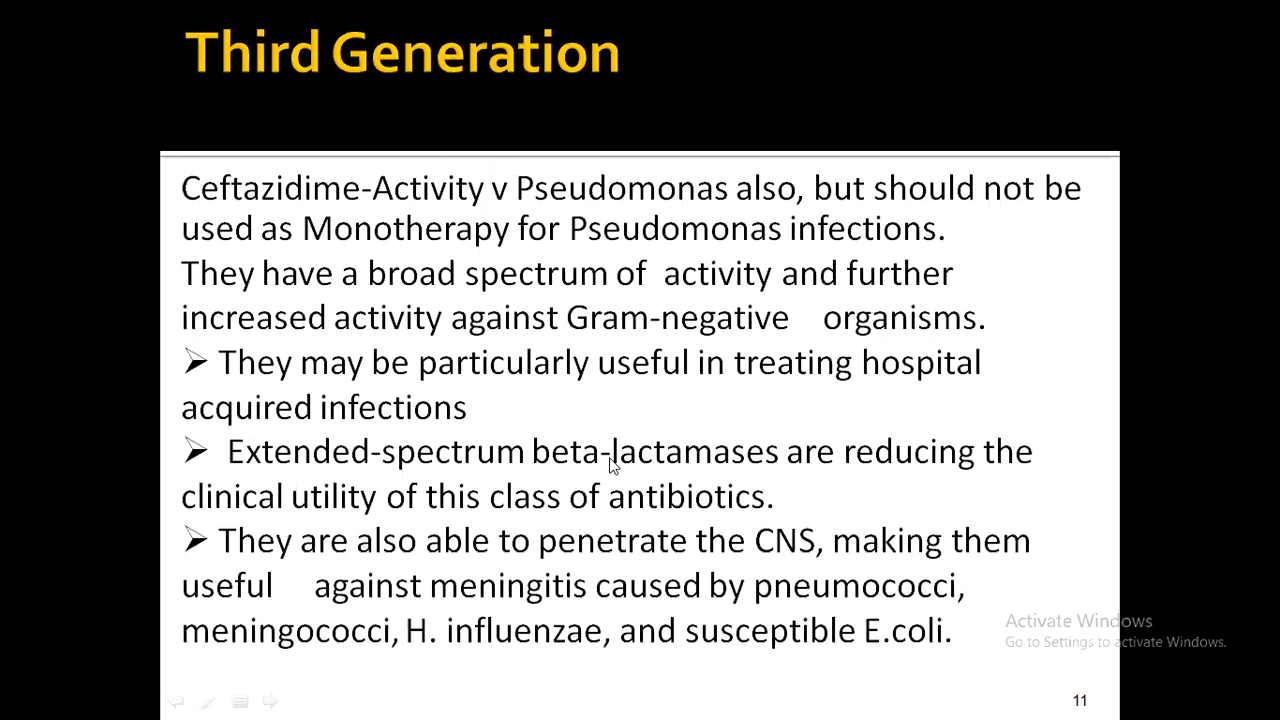 Third Generation
Ceftazidime-Activity v Pseudomonas also, but should not be
used as Monotherapy for Pseudomonas infections.
They have a broad spectrum of activity and further
increased activity against Gram-negative organisms.
➢ They may be particularly useful in treating hospital
acquired infections
➢ Extended-spectrum beta-lactamases are reducing the
clinical utility of this class of antibiotics.
➢ They are also able to penetrate the CNS, making them
useful against meningitis caused by pneumococci,
meningococci, H. influenzae, and susceptible E.coli.
Activate Windows
Go to Settings to activate Windows.
11